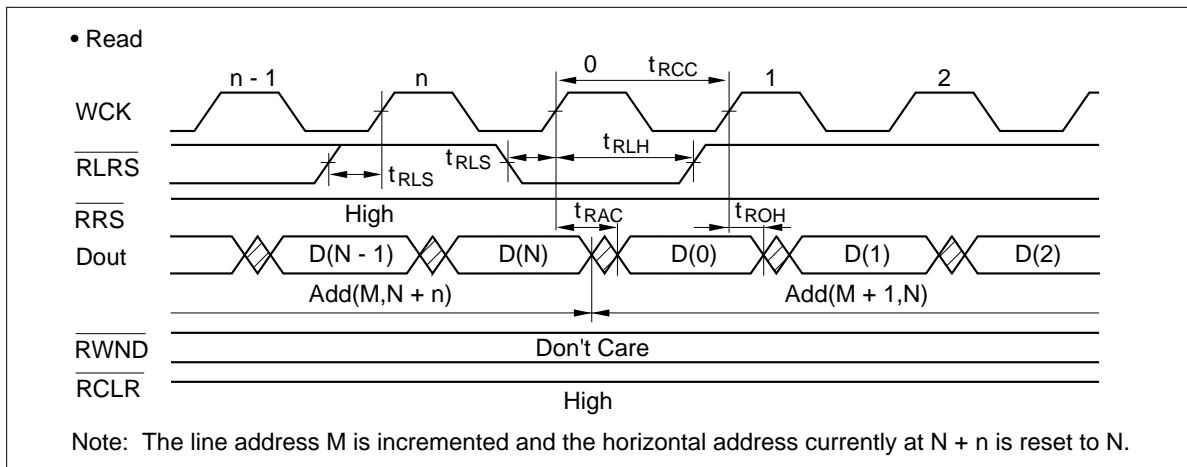 • Read
n - 1 n 0 tRCC 1 2
WCK
RLRS tRLS tRLS tRLH
RRS High tRAC tROH
Dout D(N - 1) D(N) D(0) D(1) D(2)
Add(M,N + n) Add(M + 1,N)
RWND Don't Care
RCLR High
Note: The line address M is incremented and the horizontal address currently at N + n is reset to N.